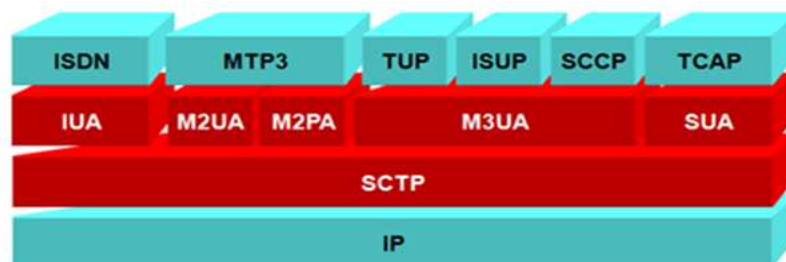 ISDN MTP3 TUP ISUP SCCP TCAP
IUA M2UA M2PA M3UA SUA
SCTP
IP